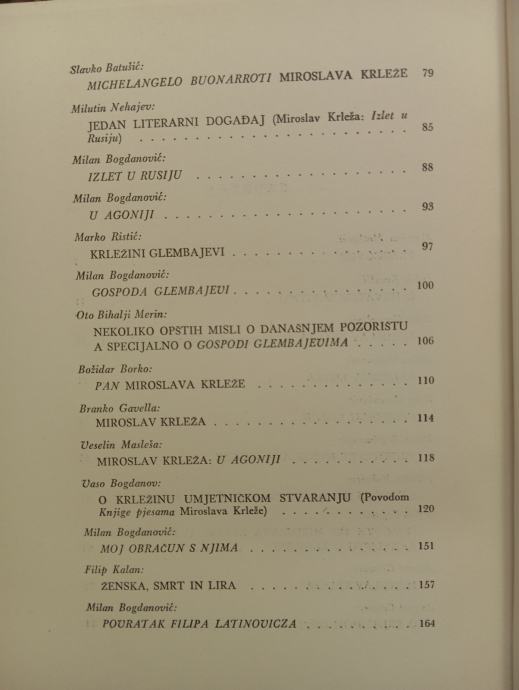 Slavko Batušić:
MICHELANGELO BUONARROTI MIROSLAVA KRLEŽE 79
Milutin Nehajev:
JEDAN LITERARNI DOGAĐAJ (Miroslav Krleža: Izlet u
Rusiju) . . . . . . . . . . . . . . . . . . . . . . 85
Milan Bogdanović:
IZLET U RUSIJU . . . . . . . . . . . . . . . . 88
Milan Bogdanović:
U AGONIJI . . . . . . . . . . . . . . . . . . . 93
Marko Ristić:
KRLEŽINI GLEMBAJEVI . . . . . . . . . . . . . 97
Milan Bogdanović:
GOSPODA GLEMBAJEVI . . . . . . . . . . . . . 100
Oto Bihalji Merin:
NEKOLIKO OPŠTIH MISLI O DANAŠNJEM POZORIŠTU
A SPECIJALNO O GOSPODI GLEMBAJEVIMA . . . . . 106
Božidar Borko:
PAN MIROSLAVA KRLEŽE . . . . . . . . . . . . 110
Branko Gavella:
MIROSLAV KRLEŽA . . . . . . . . . . . . . . . 114
Veselin Masleša:
MIROSLAV KRLEŽA: U AGONIJI . . . . . . . . . 118
Vaso Bogdanov:
O KRLEŽINU UMJETNIČKOM STVARANJU (Povodom
Knjige pjesama Miroslava Krleže) . . . . . . . . . . . 120
Milan Bogdanović:
MOJ OBRAČUN S NJIMA . . . . . . . . . . . . . 151
Filip Kalan:
ŽENSKA, SMRT IN LIRA . . . . . . . . . . . . 157
Milan Bogdanović:
POVRATAK FILIPA LATINOVICZA . . . . . . . . . 164